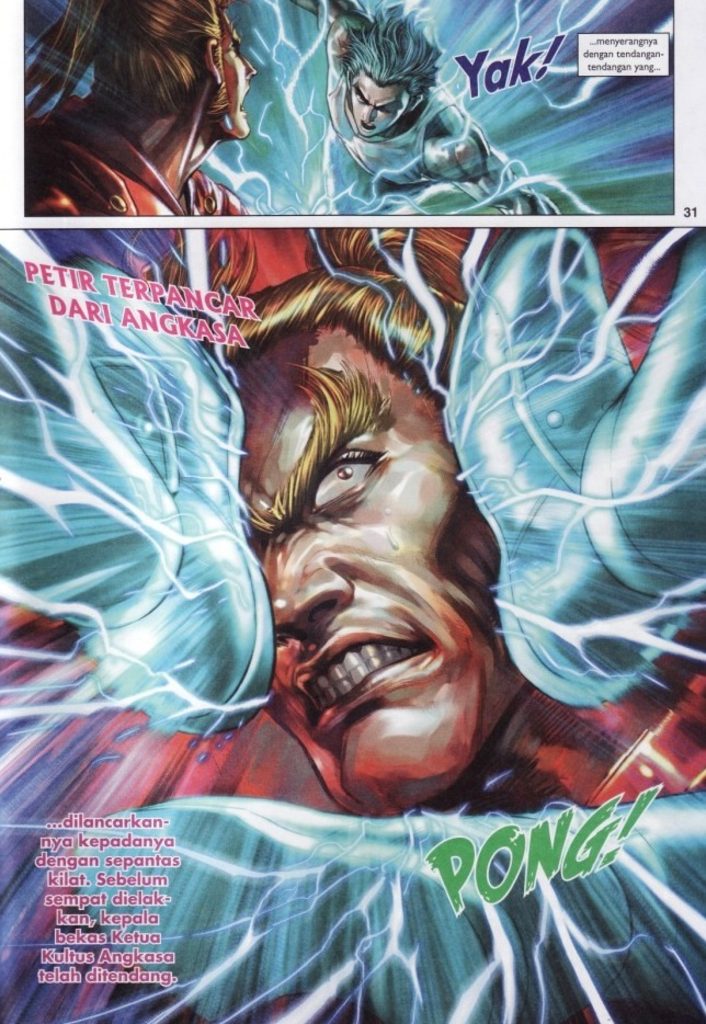 Yak!
...menyerangnya
dengan tendangan-
tendangan yang...
31
PETIR TERPANCAR
DARI ANGKASA
...dilancarkan-
nya kepadanya
dengan sepantas
kilat. Sebelum
sempat dielak-
kan, kepala
bekas Ketua
Kultus Angkasa
telah ditendang.
PONG!